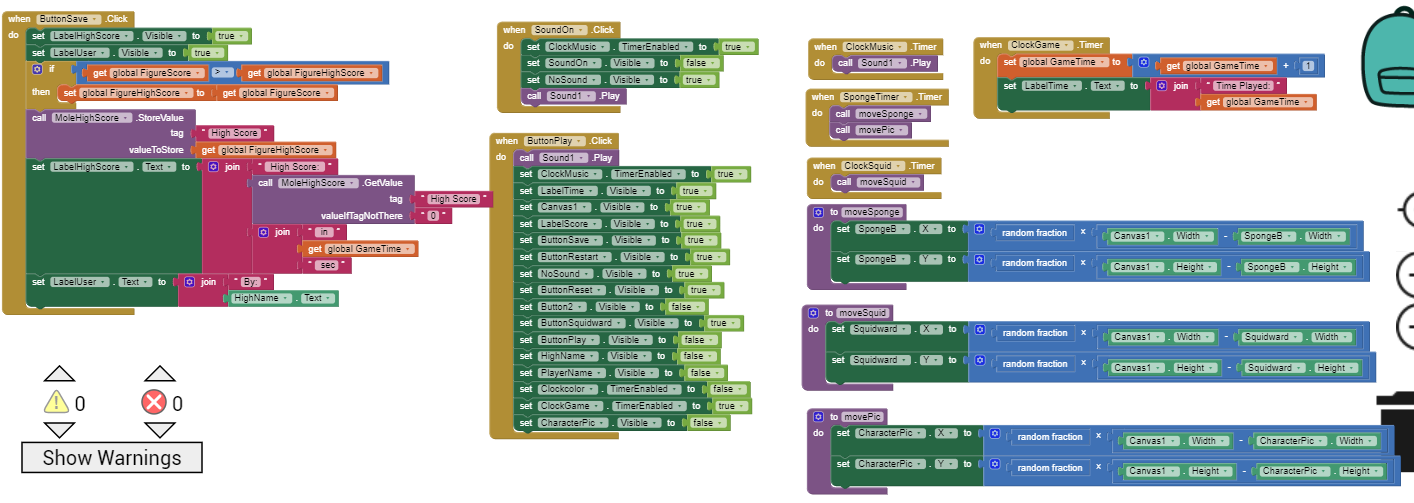 when ButtonSave .Click
do set LabelHighScore . Visible to true
set LabelUser . Visible to true
if get global FigureScore > get global FigureHighScore
then set global FigureHighScore to get global FigureScore
call MoleHighScore .StoreValue
tag " High Score "
valueToStore get global FigureHighScore
set LabelHighScore . Text to join " High Score: "
call MoleHighScore .GetValue
tag " High Score "
valueIfTagNotThere " 0 "
join " in "
get global GameTime
" sec "
set LabelUser . Text to join " By: "
HighName . Text
0 0
Show Warnings
when SoundOn .Click
do set ClockMusic . TimerEnabled to true
set SoundOn . Visible to false
set NoSound . Visible to true
call Sound1 .Play
when ButtonPlay .Click
do call Sound1 .Play
set ClockMusic . TimerEnabled to true
set LabelTime . Visible to true
set Canvas1 . Visible to true
set LabelScore . Visible to true
set ButtonSave . Visible to true
set ButtonRestart . Visible to true
set NoSound . Visible to true
set ButtonReset . Visible to true
set Button2 . Visible to false
set ButtonSquidward . Visible to true
set ButtonPlay . Visible to false
set HighName . Visible to false
set PlayerName . Visible to false
set Clockcolor . TimerEnabled to false
set ClockGame . TimerEnabled to true
set CharacterPic . Visible to false
when ClockMusic .Timer
do call Sound1 .Play
when SpongeTimer .Timer
do call moveSponge
call movePic
when ClockSquid .Timer
do call moveSquid
when ClockGame .Timer
do set global GameTime to get global GameTime + 1
set LabelTime . Text to join " Time Played: "
get global GameTime
to moveSponge
do set SpongeB . X to random fraction x Canvas1 . Width - SpongeB . Width
set SpongeB . Y to random fraction x Canvas1 . Height - SpongeB . Height
to moveSquid
do set Squidward . X to random fraction x Canvas1 . Width - Squidward . Width
set Squidward . Y to random fraction x Canvas1 . Height - Squidward . Height
to movePic
do set CharacterPic . X to random fraction x Canvas1 . Width - CharacterPic . Width
set CharacterPic . Y to random fraction x Canvas1 . Height - CharacterPic . Height